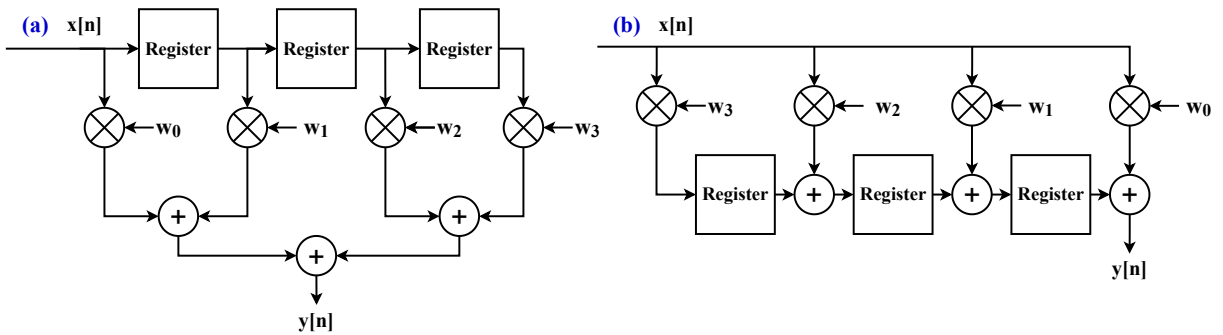 (a) x[n]
Register Register Register
w0 w1 w2 w3
+ +
+
y[n]
(b) x[n]
w3 w2 w1 w0
Register + Register + Register +
y[n]